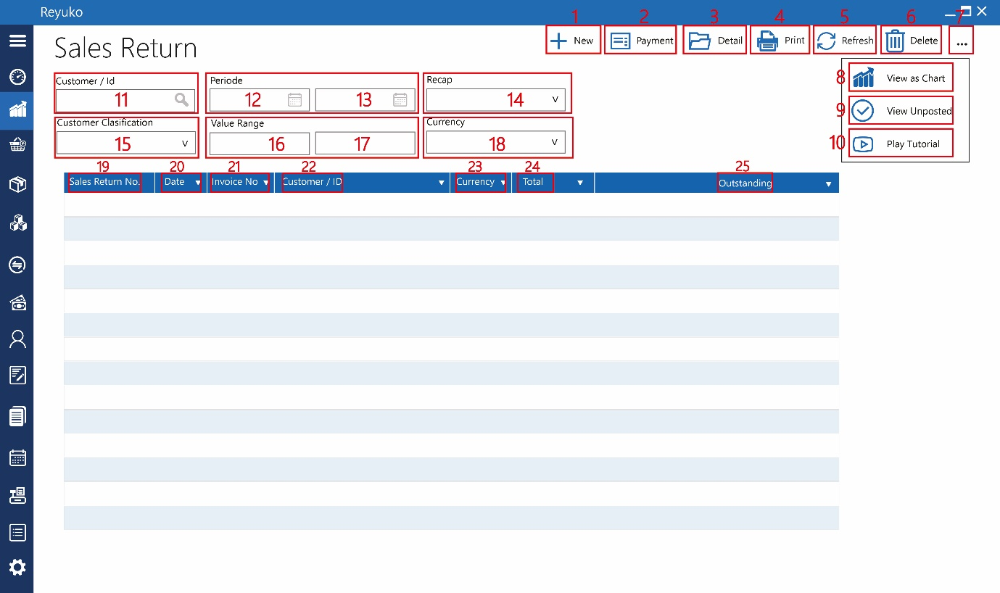 Reyuko
1 2 3 4 5 6 7
Sales Return
New Payment Detail Print Refresh Delete ...
8 View as Chart
9 View Unposted
10 Play Tutorial
Customer / Id Periode Recap
11 12 13 14 v
Customer Clasification Value Range Currency
15 v 16 17 18 v
19 20 21 22 23 24 25
Sales Return No. Date Invoice No Customer / ID Currency Total Outstanding